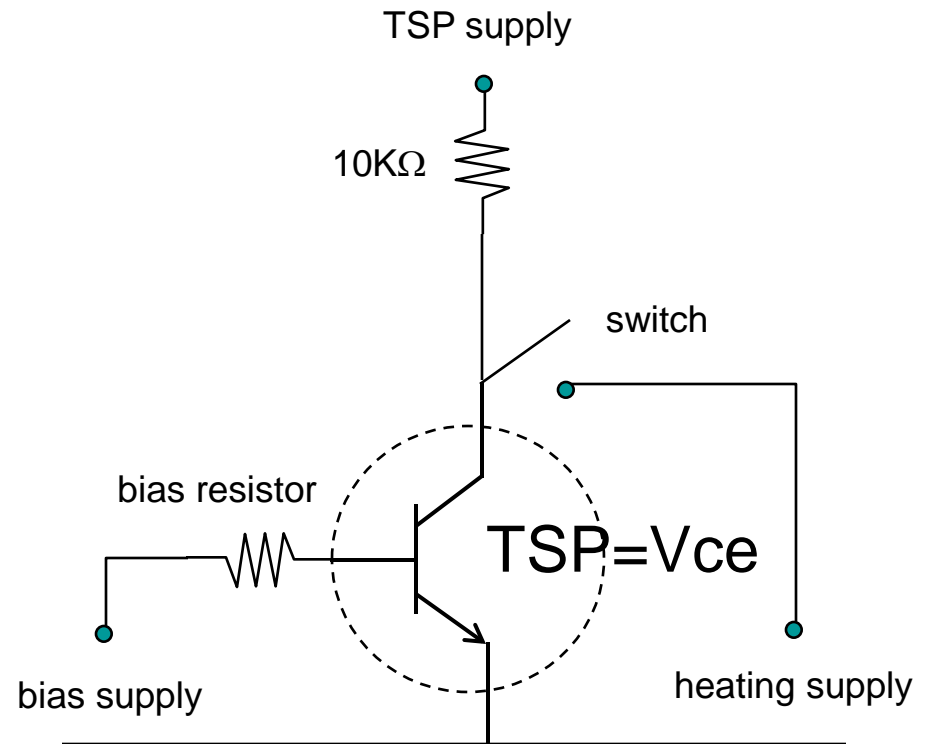 TSP supply
10KΩ
switch
bias resistor
TSP=Vce
bias supply
heating supply